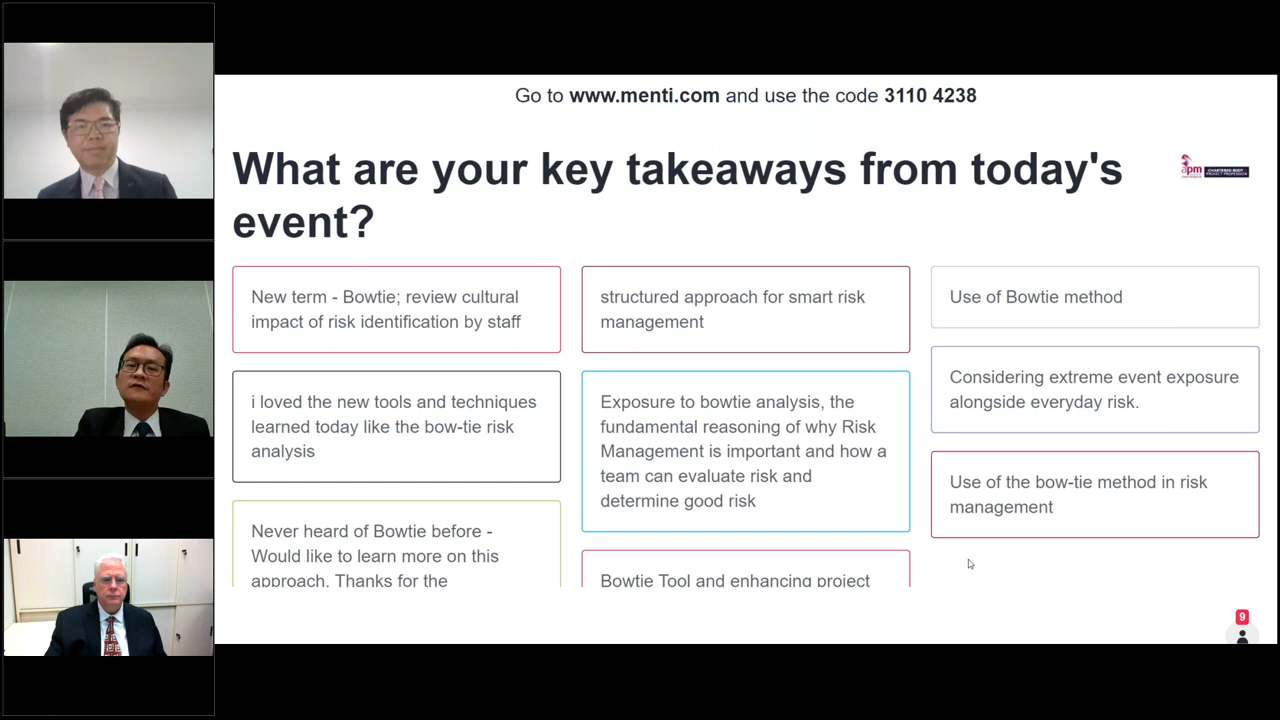 Go to www.menti.com and use the code 3110 4238
What are your key takeaways from today's
event?
apm
CHARTERED BODY
PROJECT PROFESSION
New term - Bowtie; review cultural
impact of risk identification by staff
i loved the new tools and techniques
learned today like the bow-tie risk
analysis
Never heard of Bowtie before -
Would like to learn more on this
approach. Thanks for the
structured approach for smart risk
management
Exposure to bowtie analysis, the
fundamental reasoning of why Risk
Management is important and how a
team can evaluate risk and
determine good risk
Bowtie Tool and enhancing project
Use of Bowtie method
Considering extreme event exposure
alongside everyday risk.
Use of the bow-tie method in risk
management
9